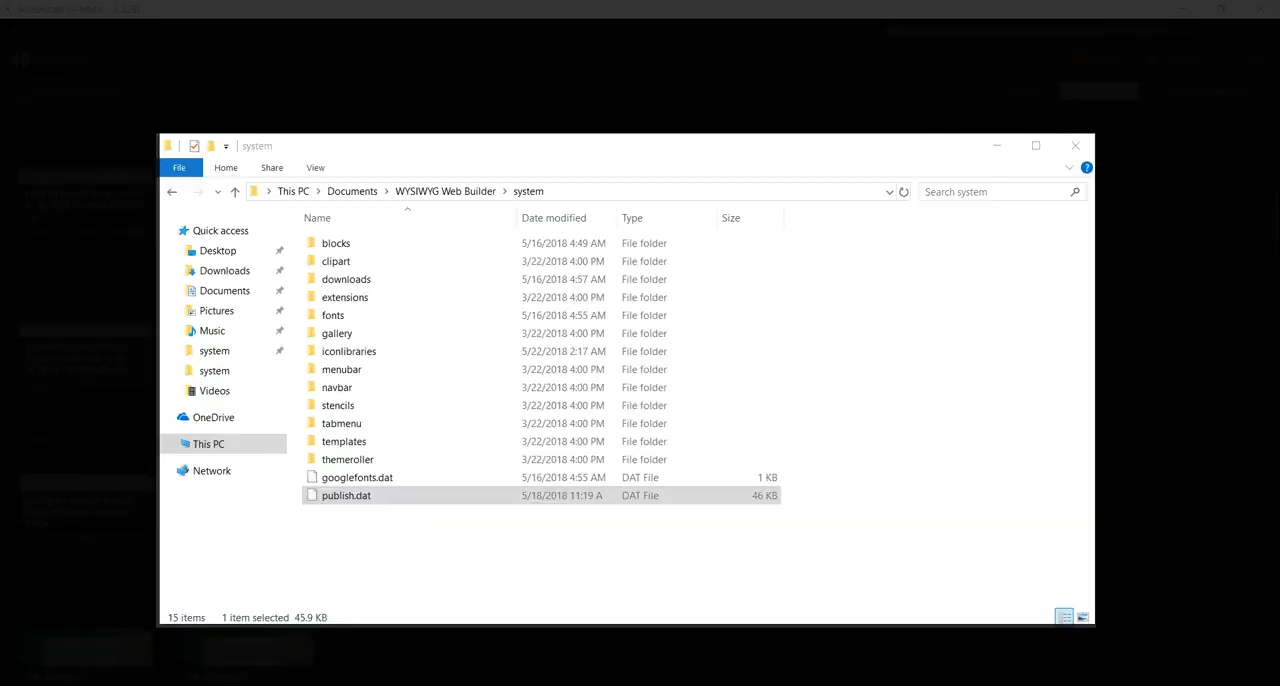 system
File Home Share View
This PC Documents WYSIWYG Web Builder system
Search system
Name Date modified Type Size
Quick access
Desktop
Downloads
Documents
Pictures
Music
system
system
Videos
OneDrive
This PC
Network
blocks 5/16/2018 4:49 AM File folder
clipart 3/22/2018 4:00 PM File folder
downloads 5/16/2018 4:57 AM File folder
extensions 3/22/2018 4:00 PM File folder
fonts 5/16/2018 4:55 AM File folder
gallery 3/22/2018 4:00 PM File folder
iconlibraries 5/22/2018 2:17 AM File folder
menubar 3/22/2018 4:00 PM File folder
navbar 3/22/2018 4:00 PM File folder
stencils 3/22/2018 4:00 PM File folder
tabmenu 3/22/2018 4:00 PM File folder
templates 3/22/2018 4:00 PM File folder
themeroller 3/22/2018 4:00 PM File folder
googlefonts.dat 5/16/2018 4:55 AM DAT File 1 KB
publish.dat 5/18/2018 11:19 A DAT File 46 KB
15 items 1 item selected 45.9 KB